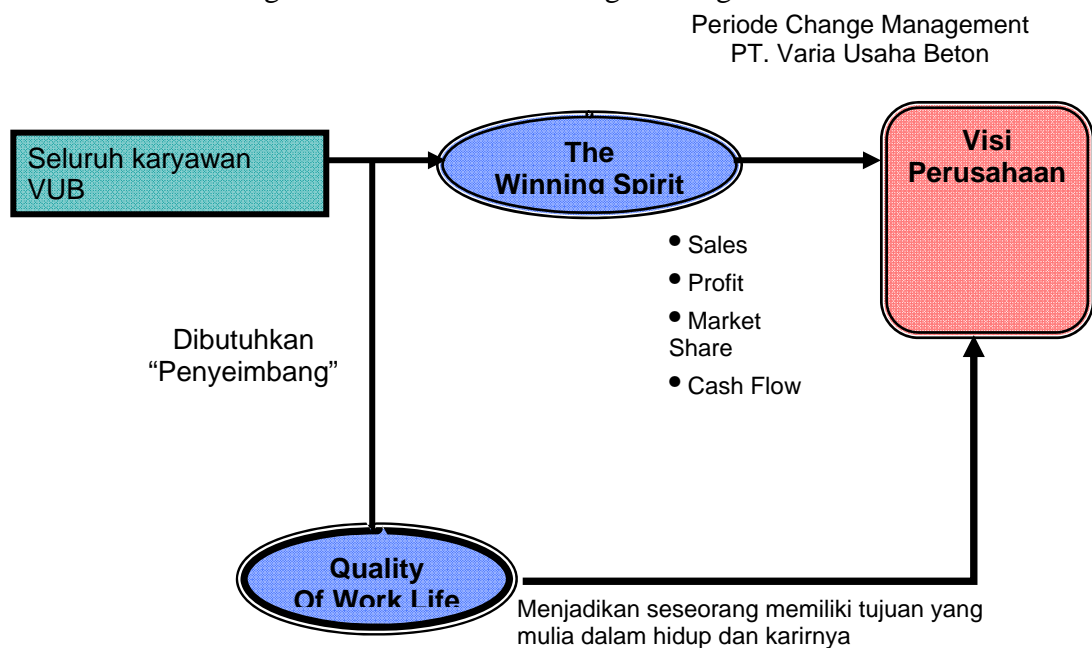 Periode Change Management
PT. Varia Usaha Beton
Seluruh karyawan
VUB
The
Winning Spirit
Visi
Perusahaan
• Sales
• Profit
• Market
Share
• Cash Flow
Dibutuhkan
“Penyeimbang”
Quality
Of Work Life
Menjadikan seseorang memiliki tujuan yang
mulia dalam hidup dan karirnya